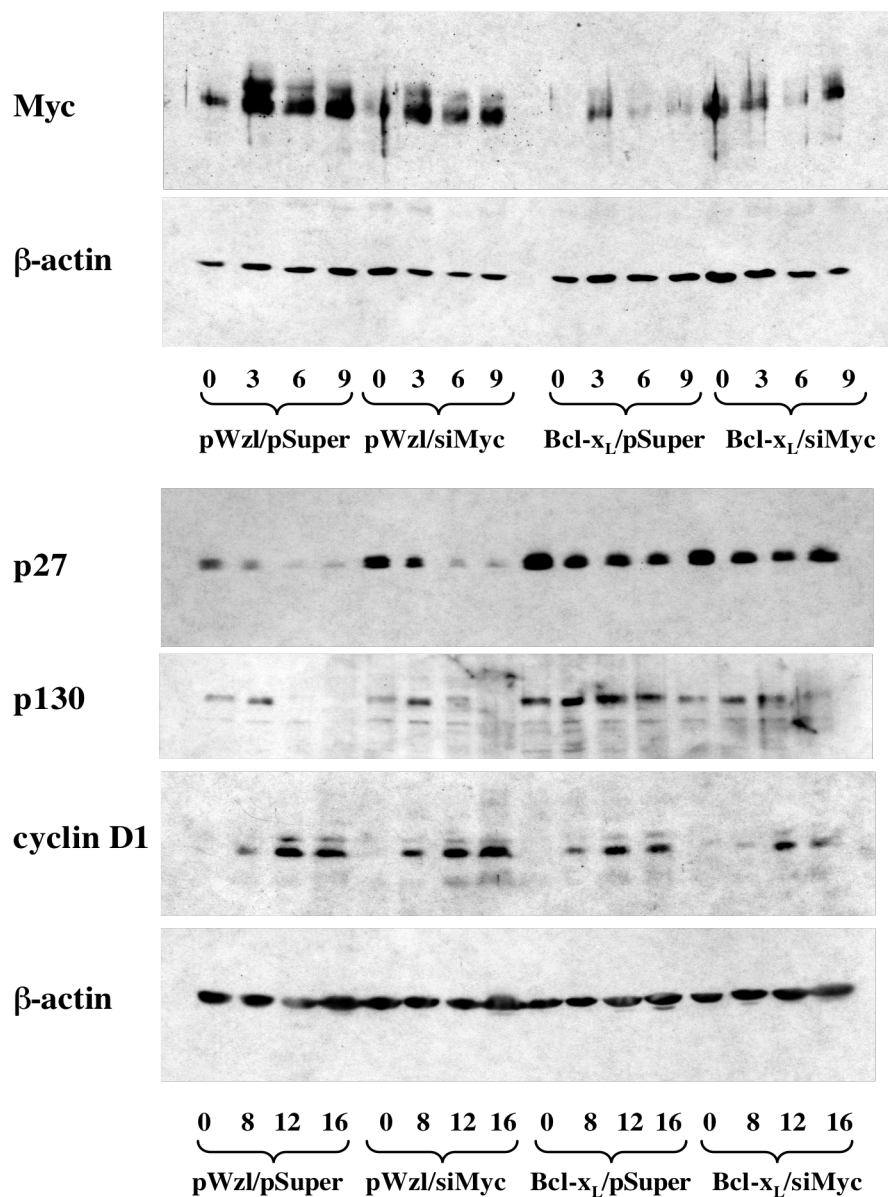 Myc
β-actin
0 3 6 9 0 3 6 9 0 3 6 9 0 3 6 9
pWzl/pSuper pWzl/siMyc Bcl-xL/pSuper Bcl-xL/siMyc
p27
p130
cyclin D1
β-actin
0 8 12 16 0 8 12 16 0 8 12 16 0 8 12 16
pWzl/pSuper pWzl/siMyc Bcl-xL/pSuper Bcl-xL/siMyc